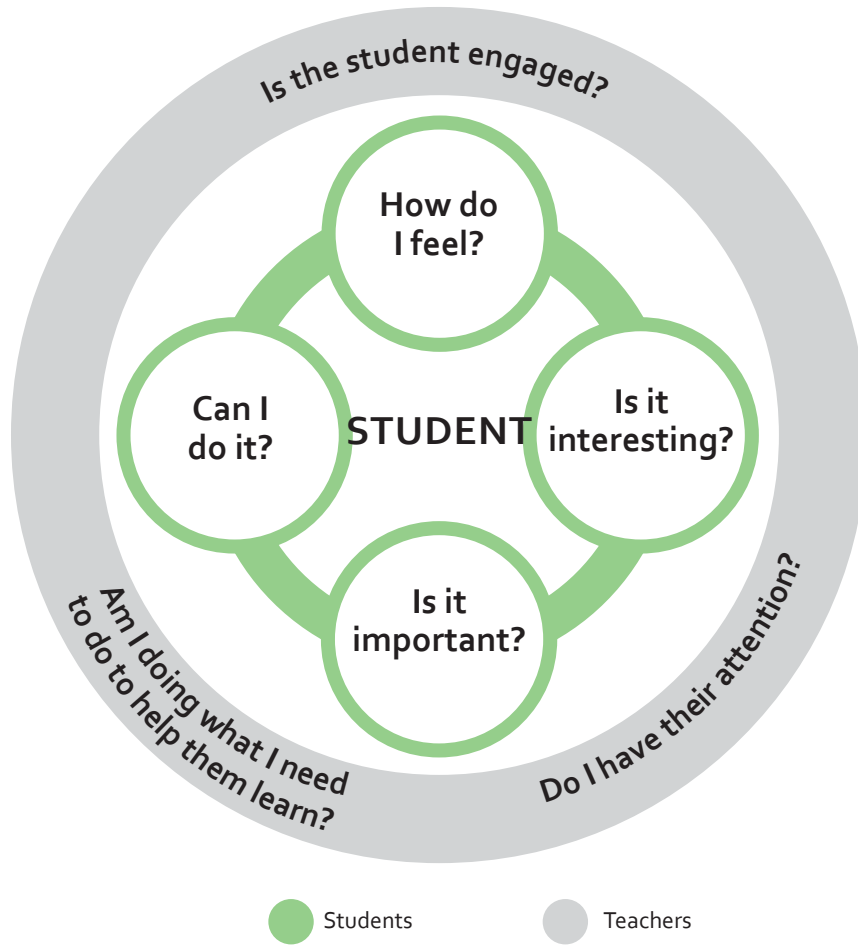 Is the student engaged?
How do
I feel?
Can I
do it?
STUDENT
Is it
interesting?
Is it
important?
Am I doing what I need
to do to help them learn?
Do I have their attention?
Students
Teachers